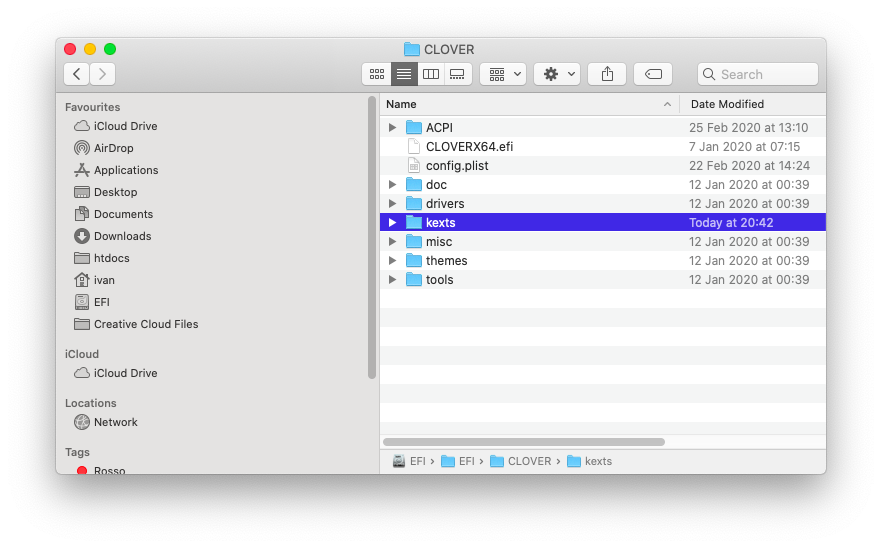 CLOVER
Search
Favourites
iCloud Drive
AirDrop
Applications
Desktop
Documents
Downloads
htdocs
ivan
EFI
Creative Cloud Files
iCloud
iCloud Drive
Locations
Network
Tags
Rosso
Name Date Modified
ACPI 25 Feb 2020 at 13:10
CLOVERX64.efi 7 Jan 2020 at 07:15
config.plist 22 Feb 2020 at 14:24
doc 12 Jan 2020 at 00:39
drivers 12 Jan 2020 at 00:39
kexts Today at 20:42
misc 12 Jan 2020 at 00:39
themes 12 Jan 2020 at 00:39
tools 12 Jan 2020 at 00:39
EFI › EFI › CLOVER › kexts